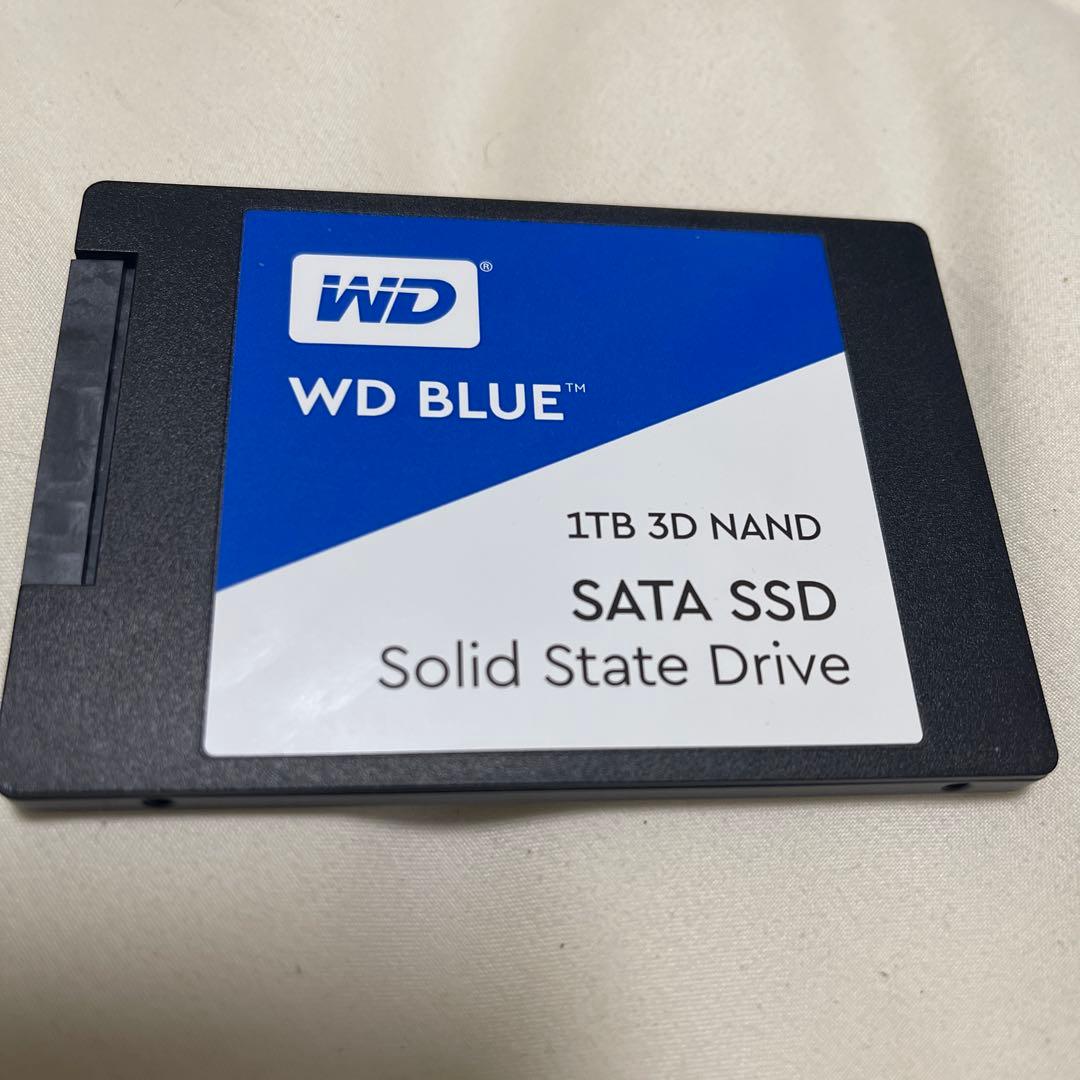 WD®
WD BLUE™
1TB 3D NAND
SATA SSD
Solid State Drive